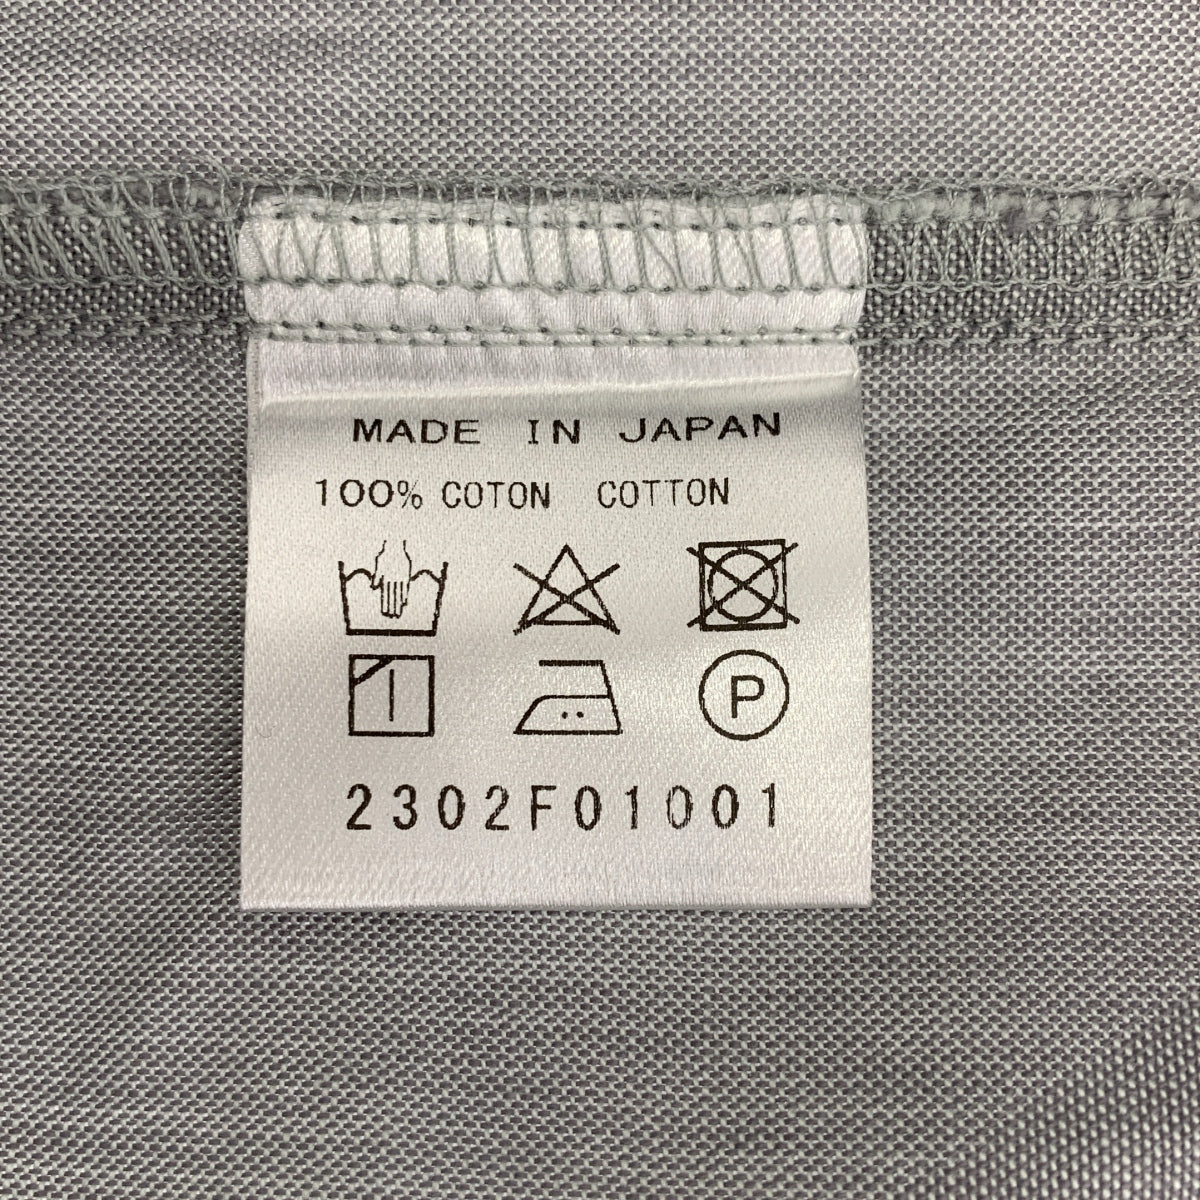 MADE IN JAPAN
100% COTON COTTON
P
2302F01001